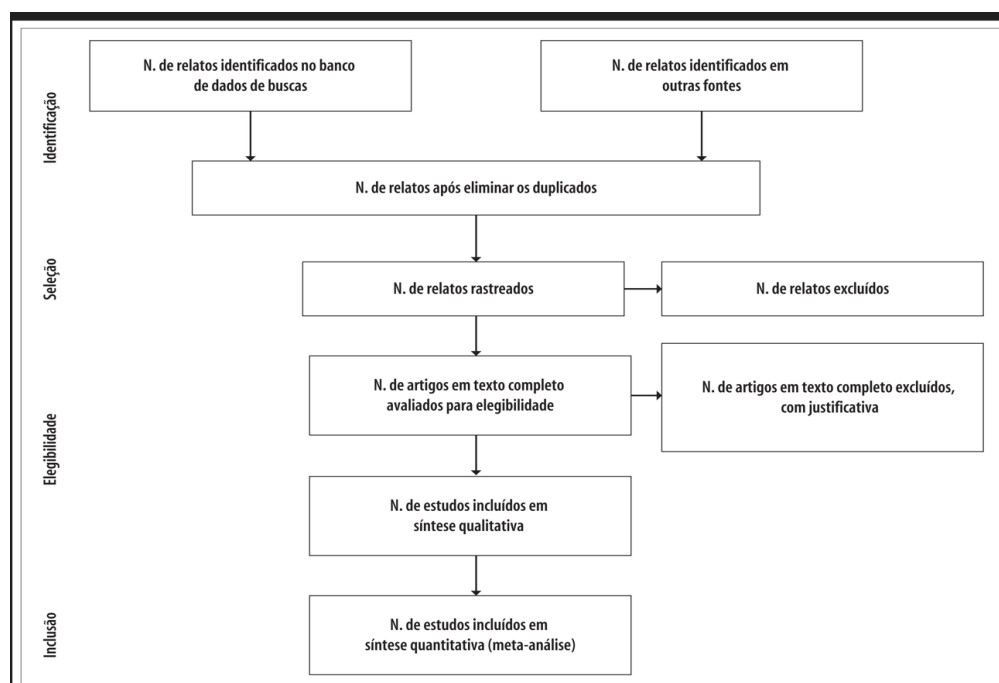 Identificação
N. de relatos identificados no banco
de dados de buscas
N. de relatos identificados em
outras fontes
N. de relatos após eliminar os duplicados
Seleção
N. de relatos rastreados
N. de relatos excluídos
Elegibilidade
N. de artigos em texto completo
avaliados para elegibilidade
N. de artigos em texto completo excluídos,
com justificativa
N. de estudos incluídos em
síntese qualitativa
Inclusão
N. de estudos incluídos em
síntese quantitativa (meta-análise)